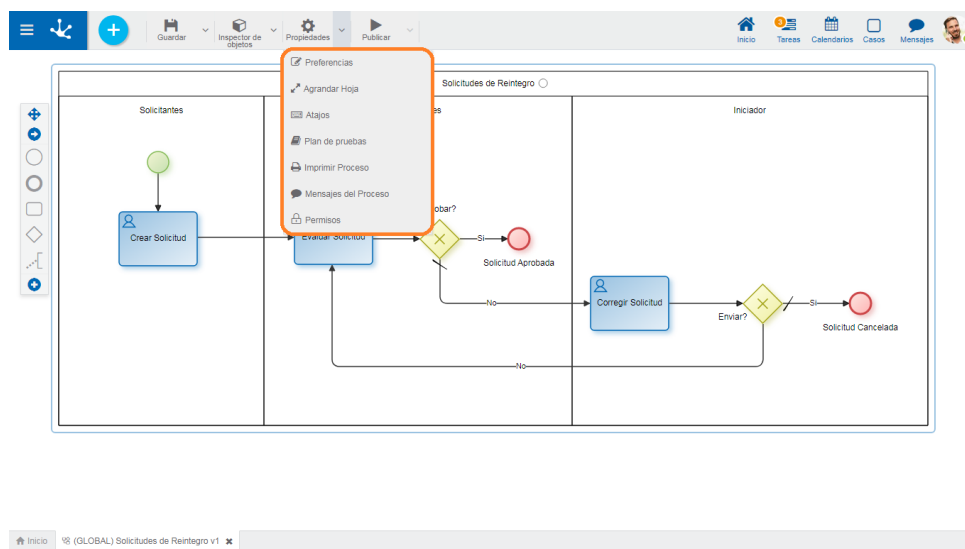 Guardar
Inspector de
objetos
Propiedades
Publicar
Inicio
3
Tareas
Calendarios
Casos
Mensajes
Preferencias
Agrandar Hoja
Atajos
Plan de pruebas
Imprimir Proceso
Mensajes del Proceso
Permisos
Solicitudes de Reintegro
Solicitantes
es
Iniciador
obar?
Crear Solicitud
Evaluar Solicitud
Si
Solicitud Aprobada
No
Corregir Solicitud
Enviar?
Si
Solicitud Cancelada
No
Inicio
(GLOBAL) Solicitudes de Reintegro v1